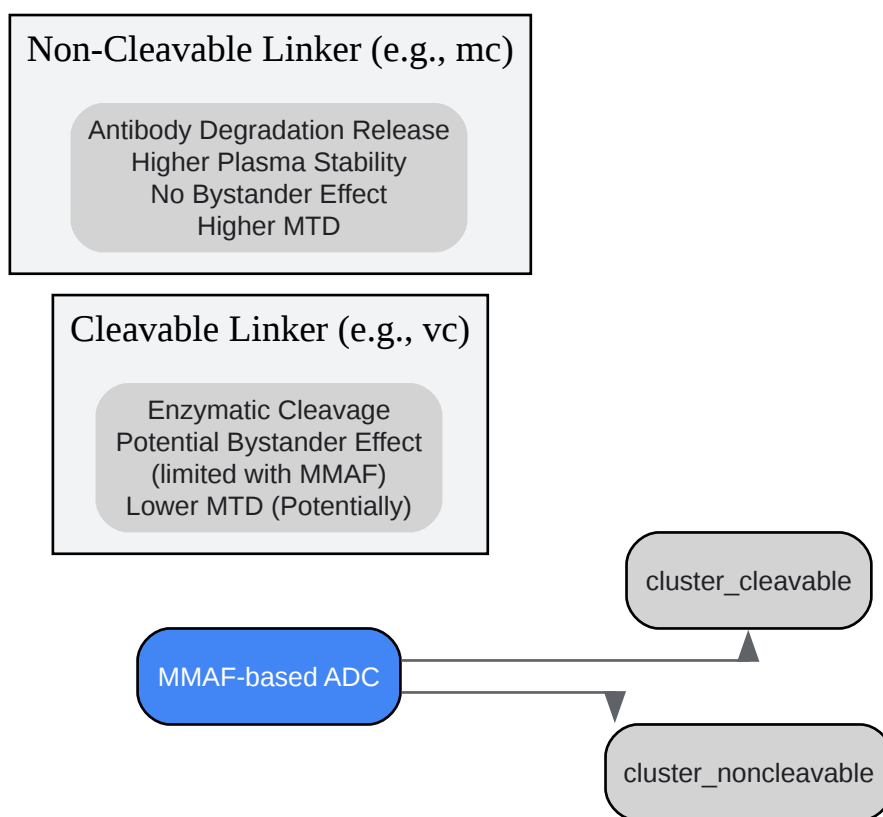 Non-Cleavable Linker (e.g., mc)
Antibody Degradation Release
Higher Plasma Stability
No Bystander Effect
Higher MTD
Cleavable Linker (e.g., vc)
Enzymatic Cleavage
Potential Bystander Effect
(limited with MMAF)
Lower MTD (Potentially)
cluster_cleavable
MMAF-based ADC
cluster_noncleavable